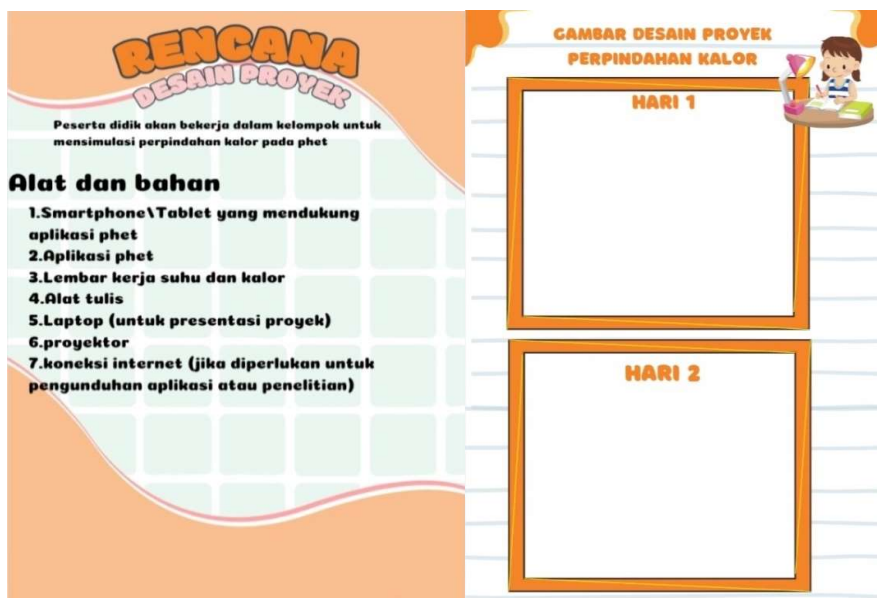 RENCANA
DESAIN PROYEK
Peserta didik akan bekerja dalam kelompok untuk
mensimulasi perpindahan kalor pada phet
Alat dan bahan
1.Smartphone\Tablet yang mendukung
aplikasi phet
2.Aplikasi phet
3.Lembar kerja suhu dan kalor
4.Alat tulis
5.Laptop (untuk presentasi proyek)
6.proyektor
7.koneksi internet (jika diperlukan untuk
pengunduhan aplikasi atau penelitian)
GAMBAR DESAIN PROYEK
PERPINDAHAN KALOR
HARI 1
HARI 2